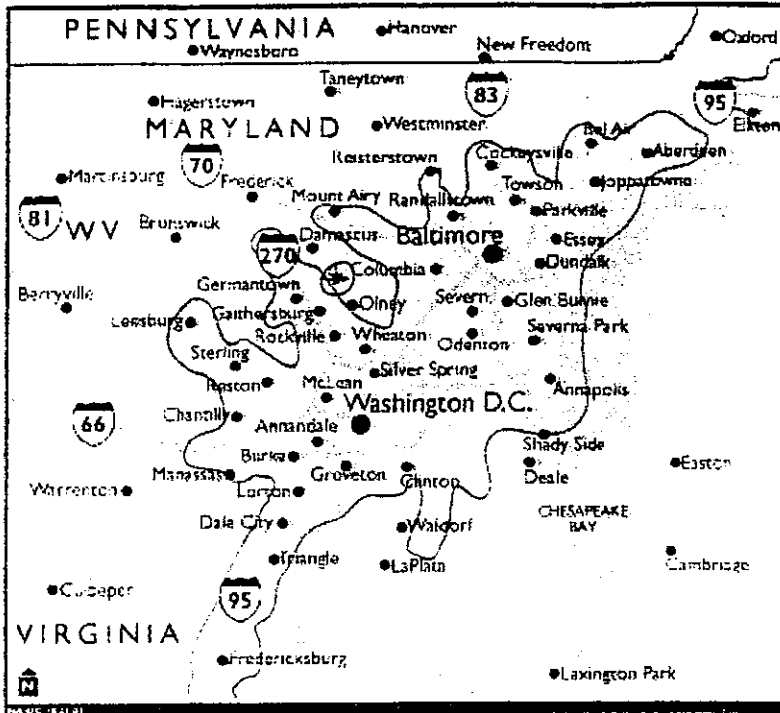 PENNSYLVANIA
Hanover
Oxford
Waynesboro
New Freedom
Taneytown
83
95
Hagerstown
Elkton
MARYLAND
Westminster
Bel Air
Reisterstown
Cockeysville
Aberdeen
70
Martinsburg
Frederick
Towson
Joppatowne
Mount Airy
Randallstown
Parkville
81
WV
Brunswick
Damascus
Baltimore
Essex
270
Columbia
Dundalk
Germantown
Berryville
Olney
Severn
Glen Burnie
Leesburg
Gaithersburg
Rockville
Wheaton
Odenton
Severna Park
Sterling
Silver Spring
Reston
McLean
Annapolis
Chantilly
Washington D.C.
66
Annandale
Shady Side
Burke
Manassas
Groveton
Clinton
Deale
Easton
Warrenton
Lorton
CHESAPEAKE
BAY
Dale City
Waldorf
Triangle
LaPlata
Cambridge
Culpeper
95
VIRGINIA
Fredericksburg
N
Lexington Park